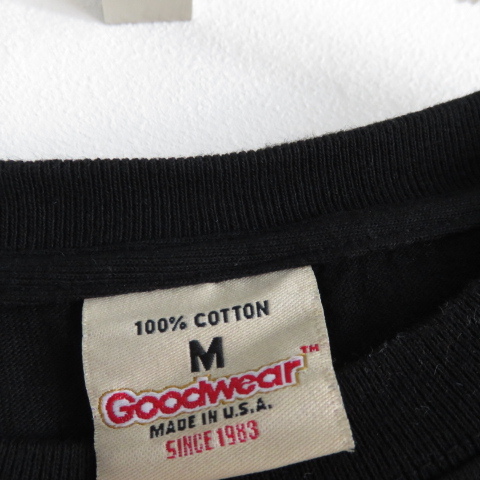 100% COTTON
M
Goodwear™
MADE IN U.S.A.
SINCE 1983